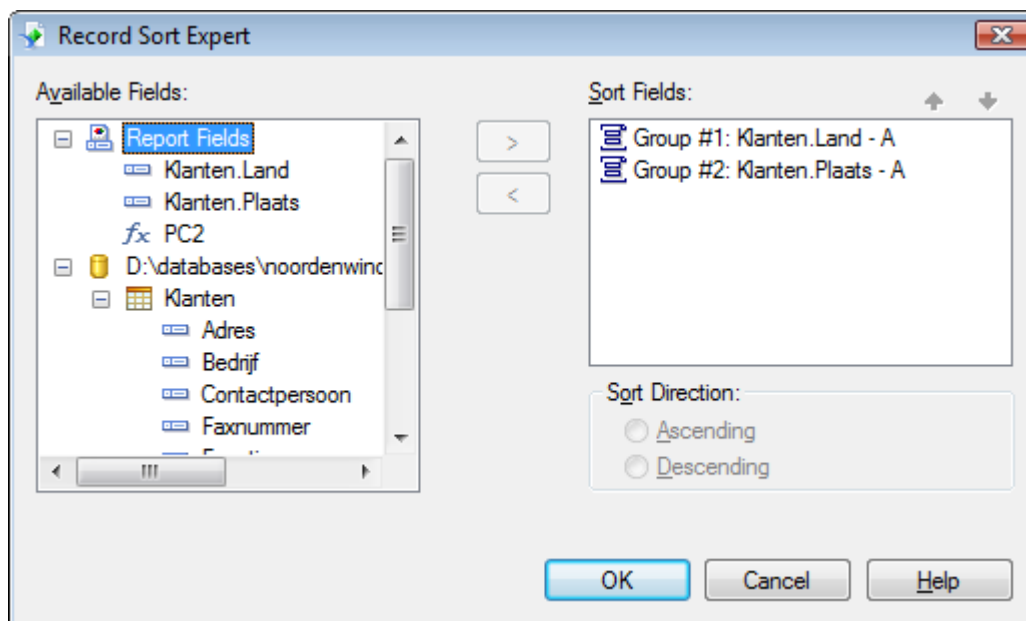 Record Sort Expert
Available Fields:
Report Fields
Klanten.Land
Klanten.Plaats
fx PC2
D:\databases\noordenwind
Klanten
Adres
Bedrijf
Contactpersoon
Faxnummer
>
<
Sort Fields:
Group #1: Klanten.Land - A
Group #2: Klanten.Plaats - A
Sort Direction:
Ascending
Descending
OK
Cancel
Help